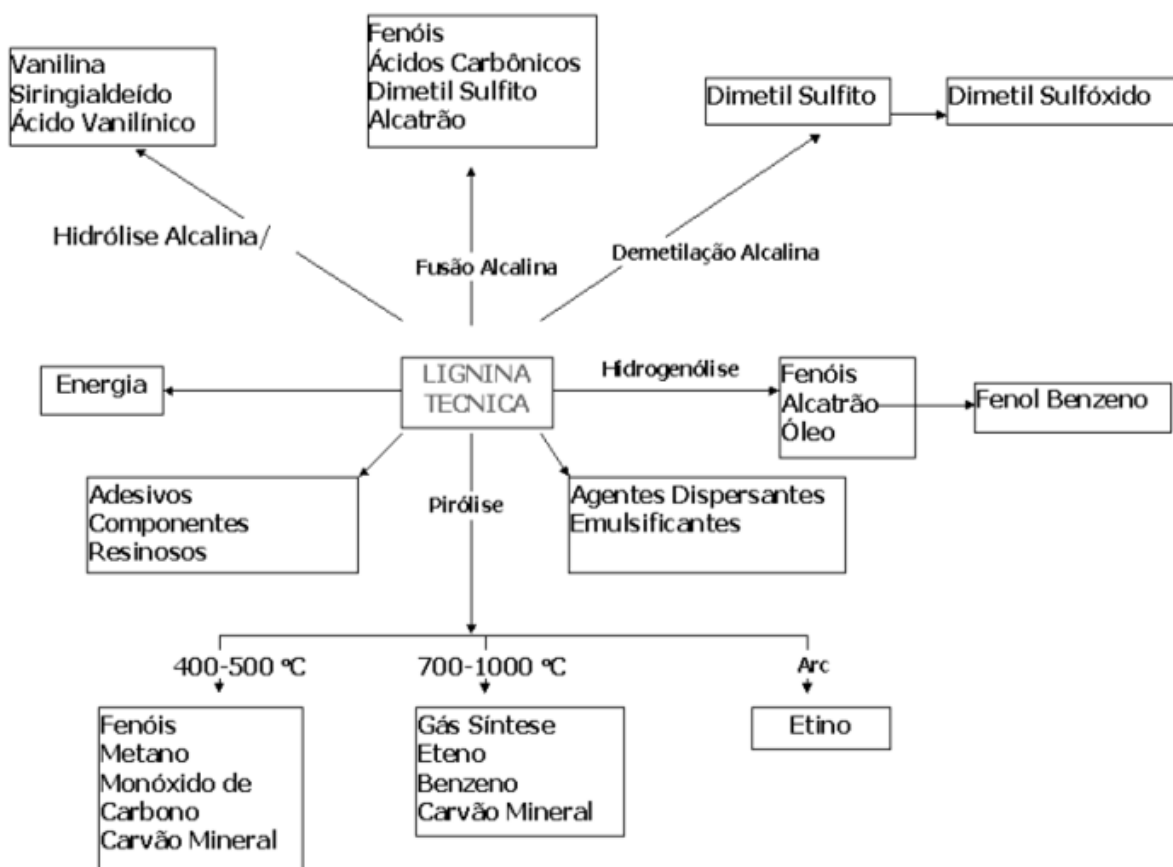 Vanilina
Siringialdeído
Ácido Vanilínico
Fenóis
Ácidos Carbônicos
Dimetil Sulfito
Alcatrão
Dimetil Sulfito
Dimetil Sulfóxido
Hidrólise Alcalina/
Fusão Alcalina
Demetilação Alcalina
Energia
LIGNINA
TECNICA
Hidrogenólise
Fenóis
Alcatrão
Óleo
Fenol Benzeno
Adesivos
Componentes
Resinosos
Pirólise
Agentes Dispersantes
Emulsificantes
400-500 ºC
700-1000 ºC
Arc
Fenóis
Metano
Monóxido de
Carbono
Carvão Mineral
Gás Síntese
Eteno
Benzeno
Carvão Mineral
Etino